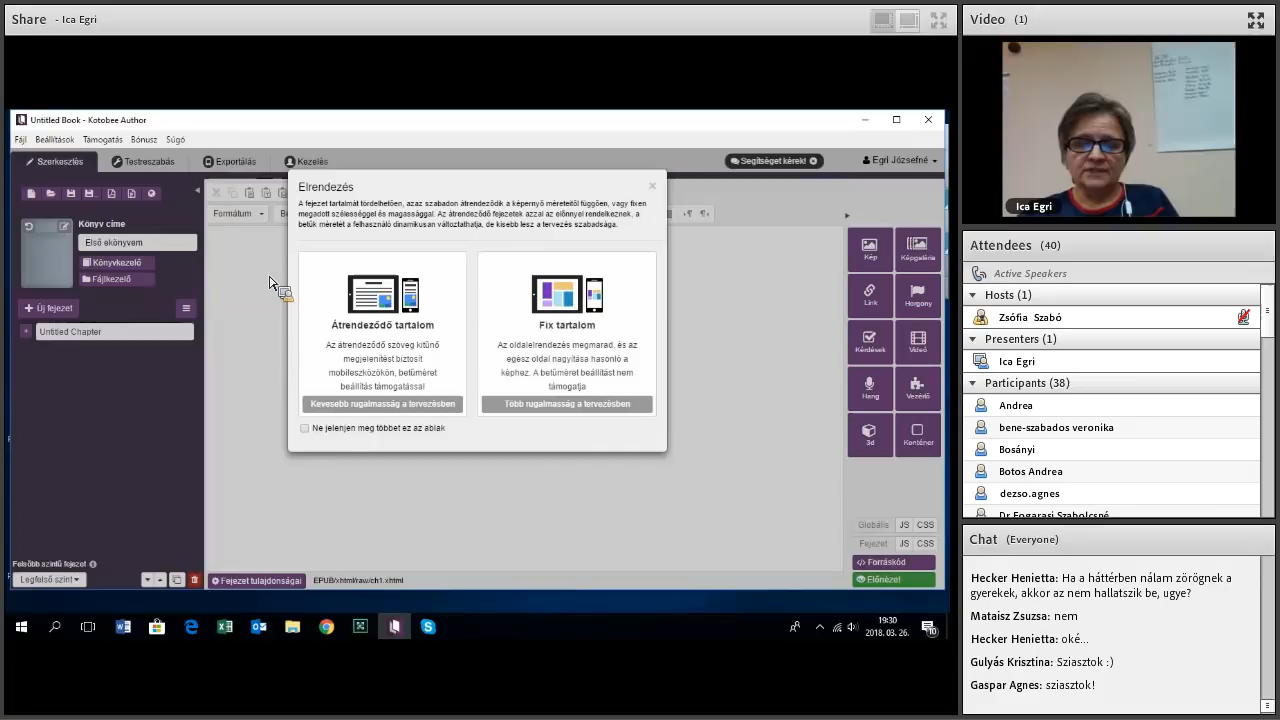 Share - Ica Egri
Untitled Book - Kotobee Author
Fájl Beállítások Támogatás Bónusz Súgó
Szerkesztés Testreszabás Exportálás Kezelés Segítséget kérek! Egri Józsefné
Könyv címe
Első ekönyvem
Könyvkezelő
Fájlkezelő
Új fejezet
Untitled Chapter
Formátum
Elrendezés
A fejezet tartalmát tördelhetően, azaz szabadon átrendeződik a képernyő méreteitől függően, vagy fixen
megadott szélességgel és magassággal. Az átrendeződő fejezetek azzal az előnnyel rendelkeznek, a
betűk méretét a felhasználó dinamikusan változtathatja, de kisebb lesz a tervezés szabadsága.
Átrendeződő tartalom
Az átrendeződő szöveg kitűnő
megjelenítést biztosít
mobileszközökön, betűméret
beállítás támogatással
Kevesebb rugalmasság a tervezésben
Fix tartalom
Az oldalelrendezés megmarad, és az
egész oldal nagyítása hasonló a
képhez. A betűméret beállítást nem
támogatja
Több rugalmasság a tervezésben
Ne jelenjen meg többet ez az ablak
Kép Képgaléria
Link Horgony
Kérdések Videó
Hang Vezérlő
3d Konténer
Globális JS CSS
Fejezet JS CSS
Forráskód
Előnézet
Felsőbb szintű fejezet
Legfelső szint
Fejezet tulajdonságai EPUB/xhtml/raw/ch1.xhtml
19:30
2018. 03. 26.
10
Video (1)
Ica Egri
Attendees (40)
Active Speakers
Hosts (1)
Zsófia Szabó
Presenters (1)
Ica Egri
Participants (38)
Andrea
bene-szabados veronika
Bosányi
Botos Andrea
dezso.agnes
Dr Fogarasi Szabolcsné
Chat (Everyone)
Hecker Henietta: Ha a háttérben nálam zörögnek a
gyerekek, akkor az nem hallatszik be, ugye?
Mataisz Zsuzsa: nem
Hecker Henietta: oké...
Gulyás Krisztina: Sziasztok :)
Gaspar Agnes: sziasztok!